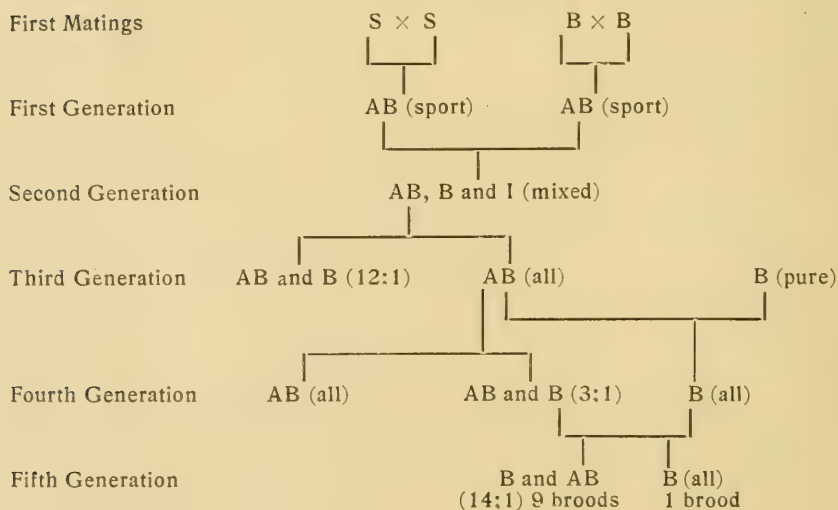 First Matings S × S B × B
First Generation AB (sport) AB (sport)
Second Generation AB, B and I (mixed)
Third Generation AB and B (12:1) AB (all) B (pure)
Fourth Generation AB (all) AB and B (3:1) B (all)
Fifth Generation B and AB B (all)
(14:1) 9 broods 1 brood